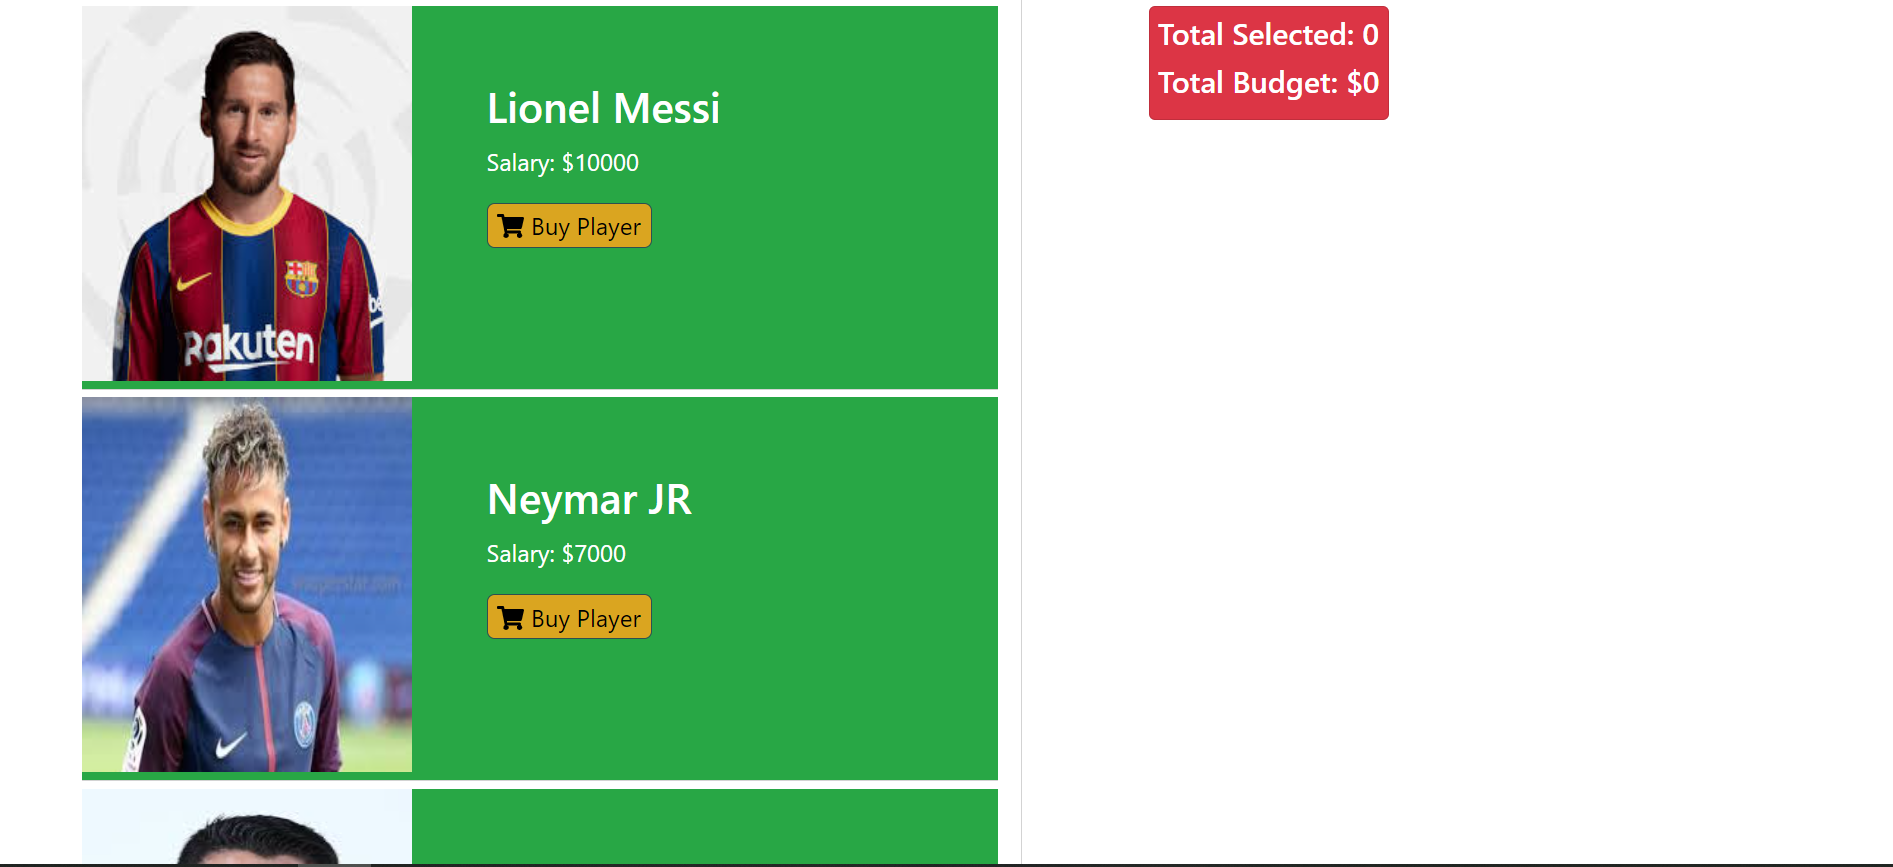 Lionel Messi
Salary: $10000
Buy Player
Rakuten
Neymar JR
Salary: $7000
Buy Player
Total Selected: 0
Total Budget: $0